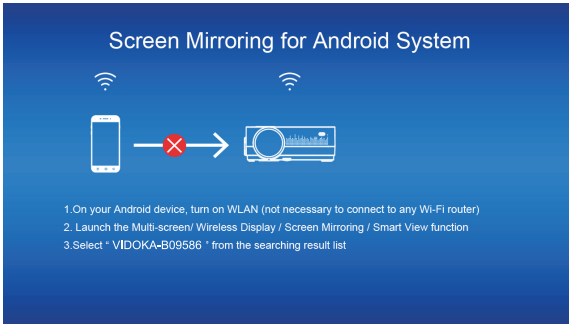 Screen Mirroring for Android System
1.On your Android device, turn on WLAN (not necessary to connect to any Wi-Fi router)
2. Launch the Multi-screen/ Wireless Display / Screen Mirroring / Smart View function
3.Select “ VIDOKA-B09586 ” from the searching result list